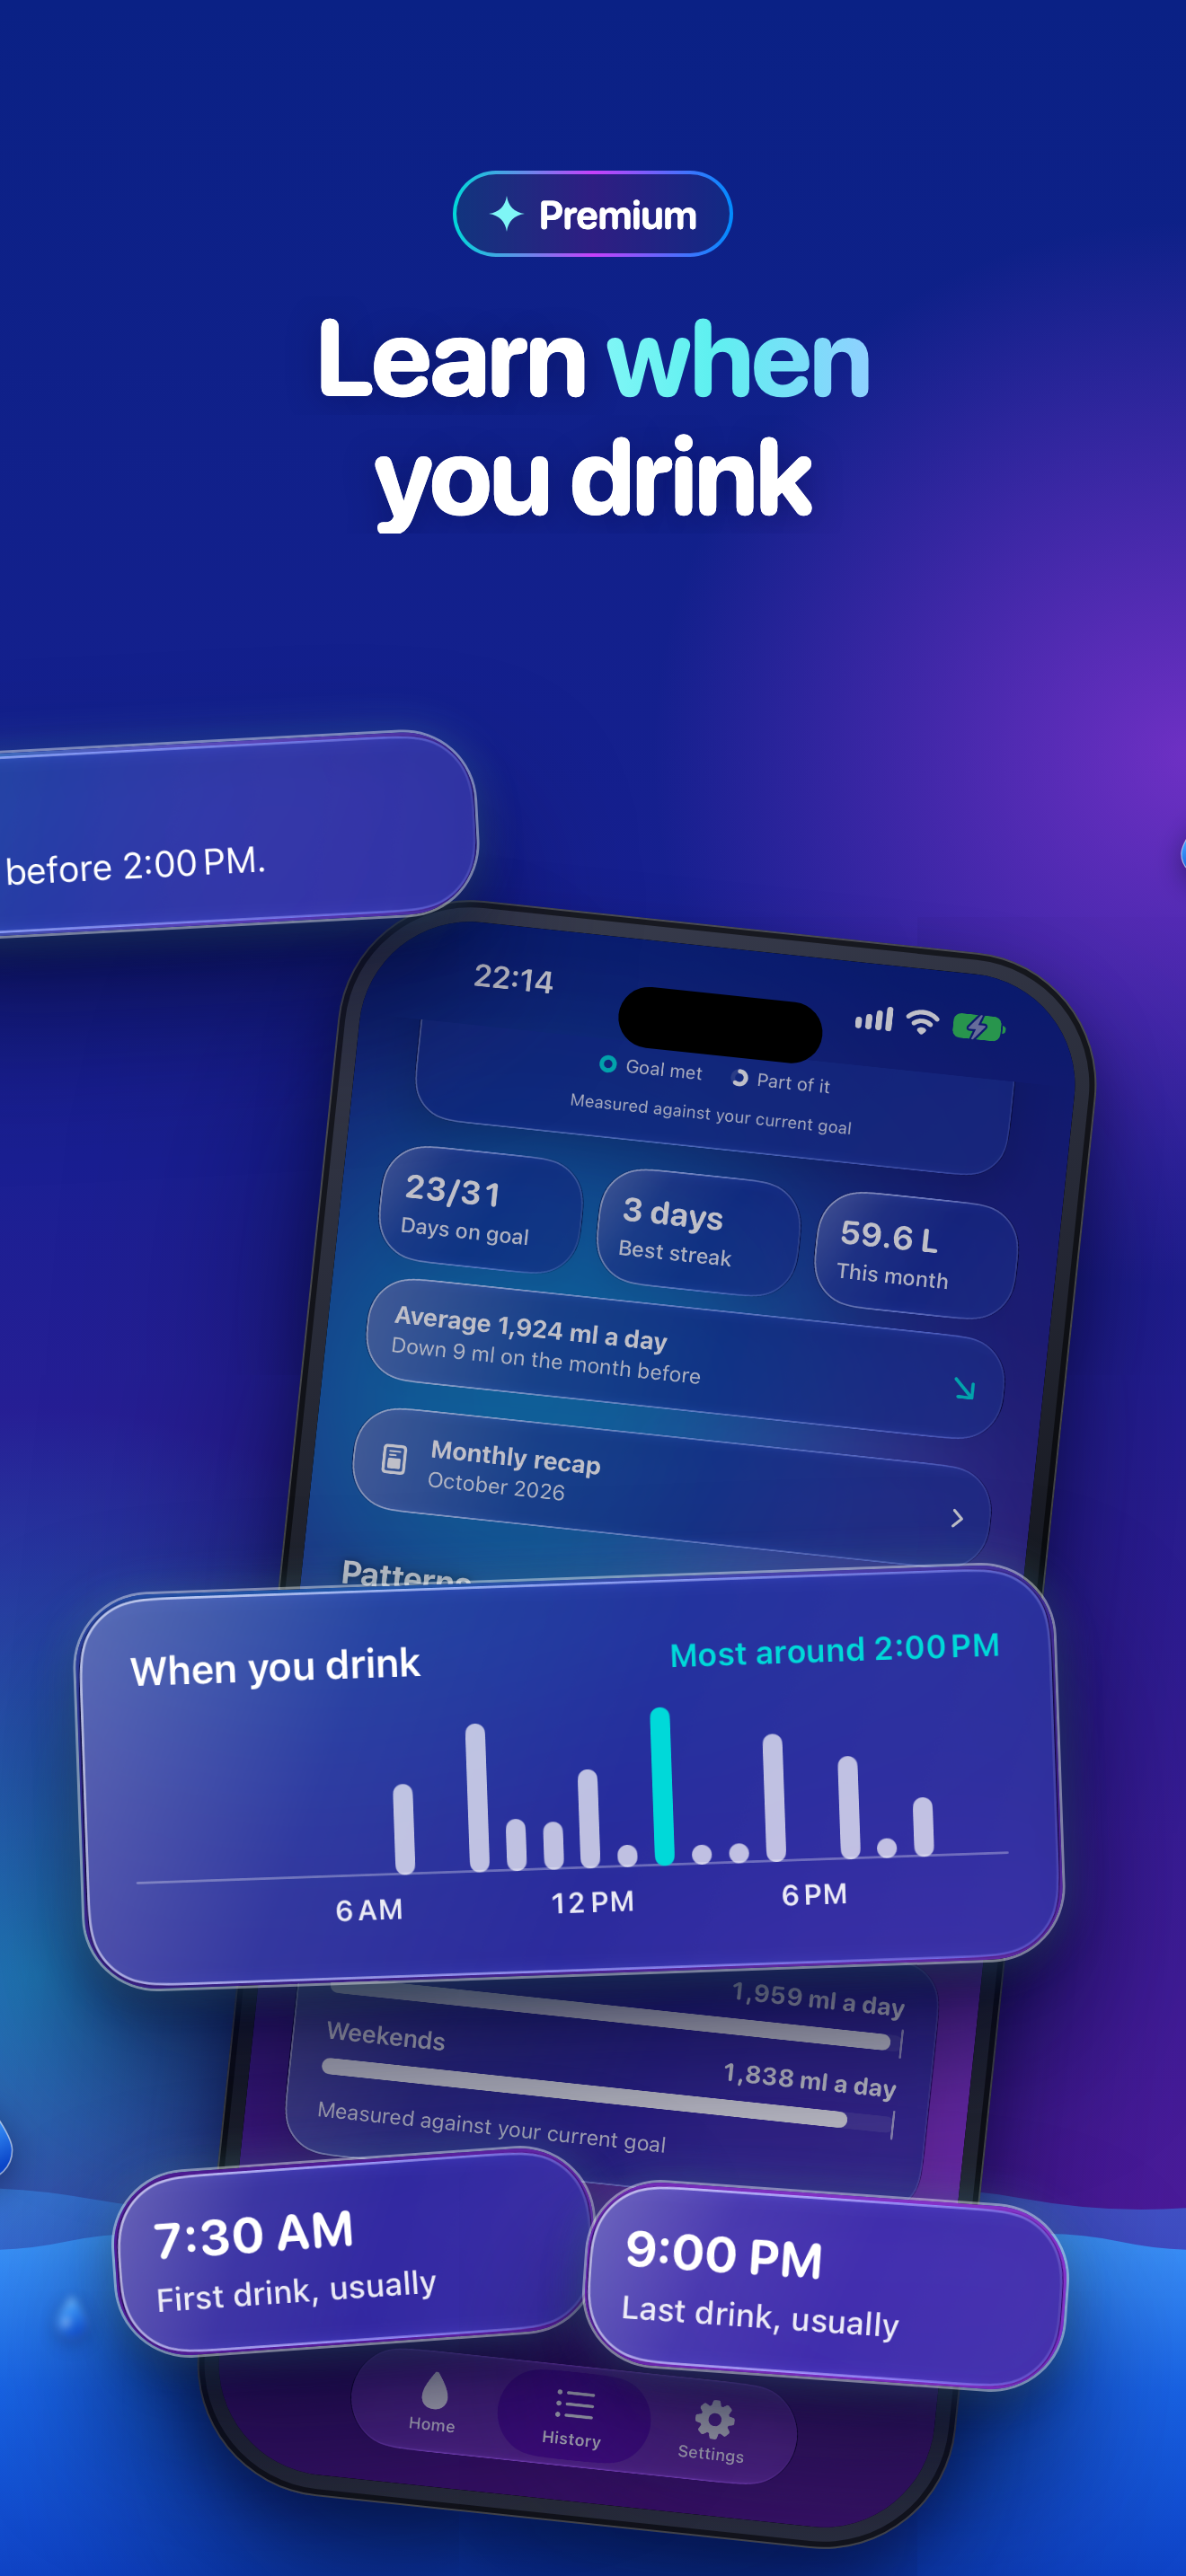 Premium
Learn when
you drink
before 2:00 PM.
22:14
Goal met
Part of it
Measured against your current goal
23/31
Days on goal
3 days
Best streak
59.6 L
This month
Average 1,924 ml a day
Down 9 ml on the month before
Monthly recap
October 2026
Patterns
When you drink
Most around 2:00 PM
6 AM
12 PM
6 PM
1,959 ml a day
Weekends
1,838 ml a day
Measured against your current goal
7:30 AM
First drink, usually
9:00 PM
Last drink, usually
Home
History
Settings